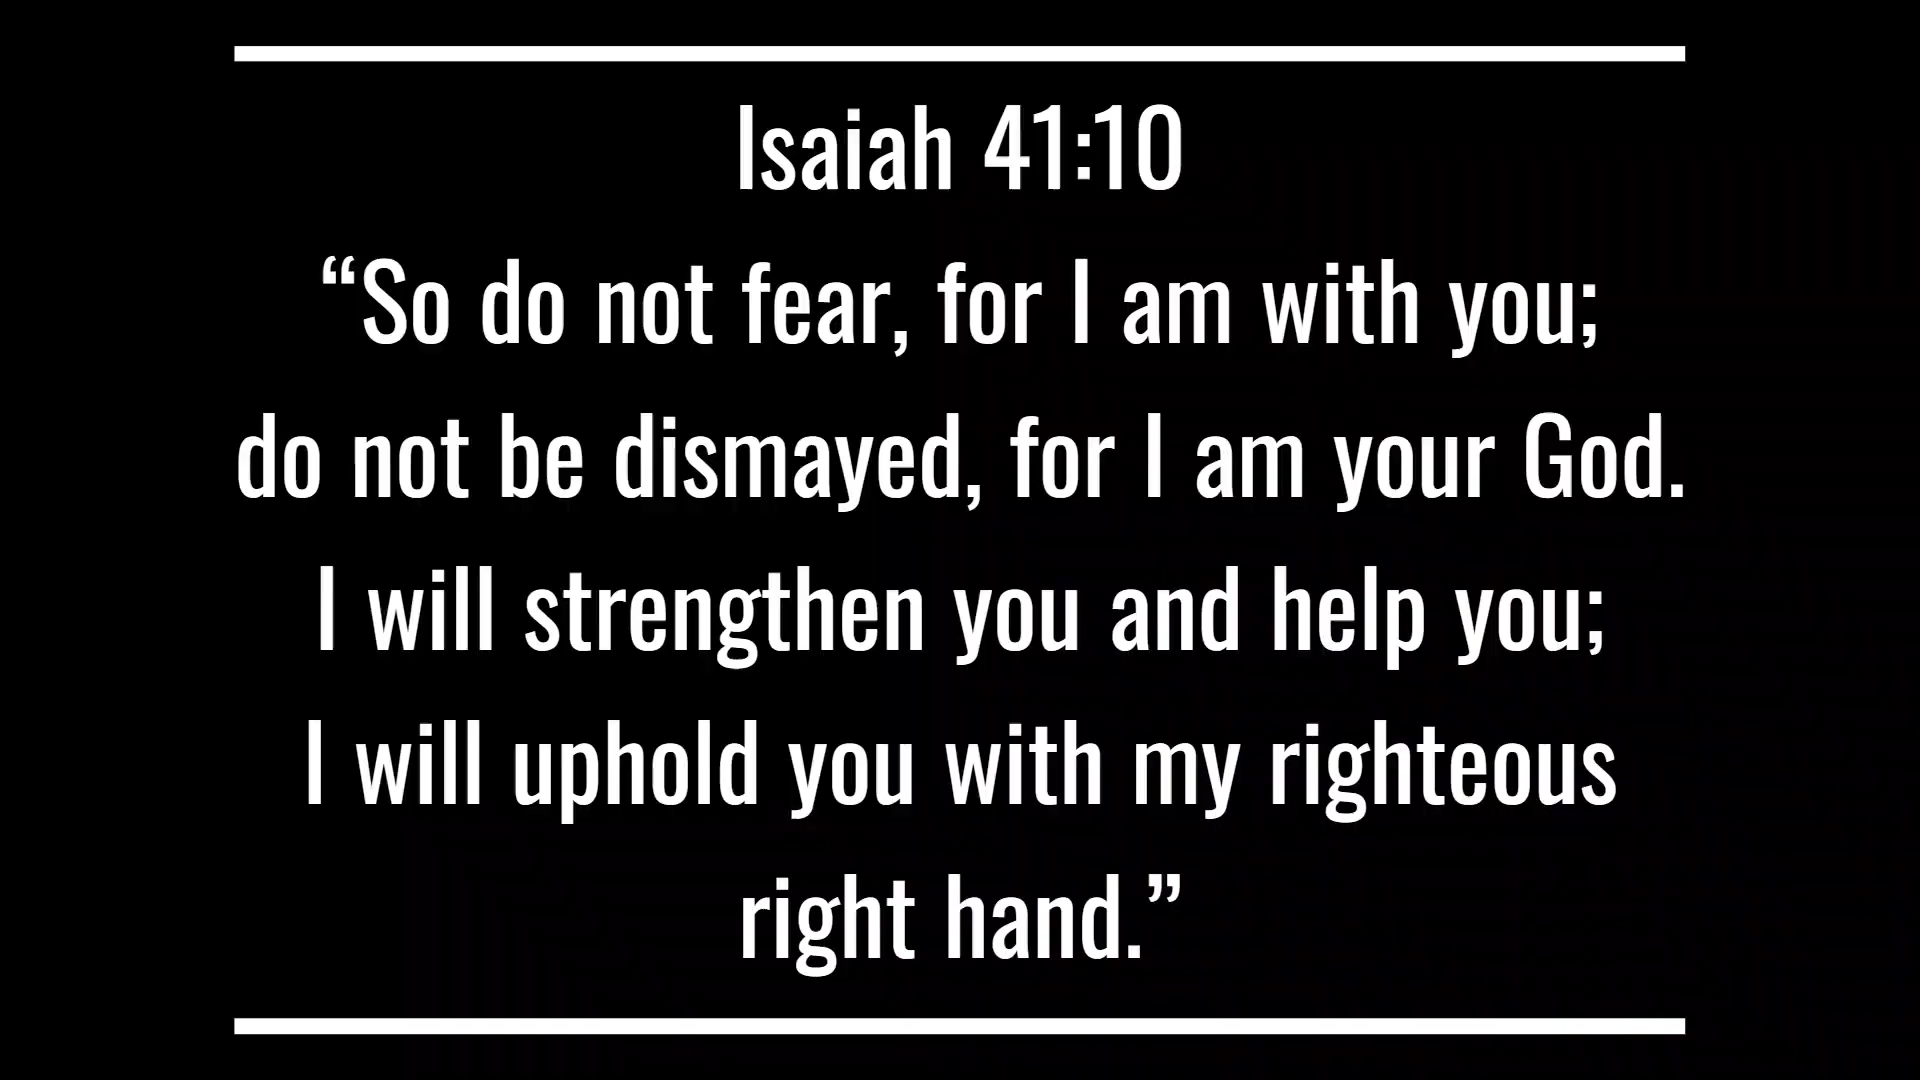 Isaiah 41:10
“So do not fear, for I am with you;
do not be dismayed, for I am your God.
I will strengthen you and help you;
I will uphold you with my righteous
right hand.”